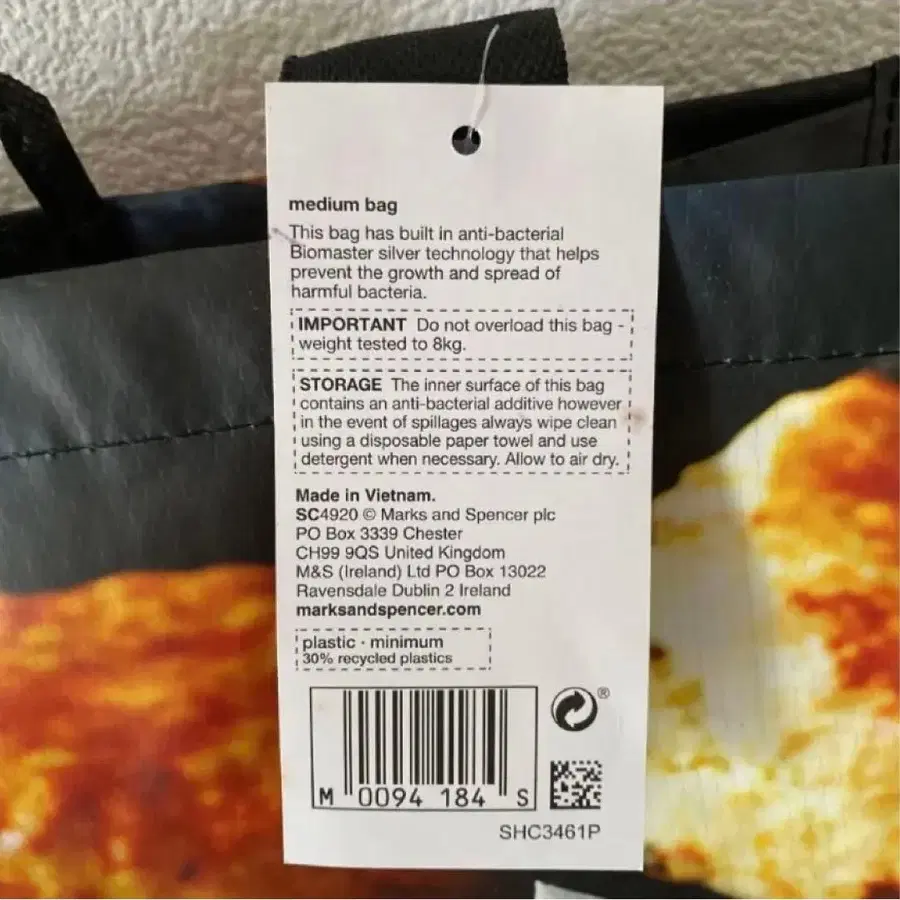 medium bag
This bag has built in anti-bacterial
Biomaster silver technology that helps
prevent the growth and spread of
harmful bacteria.
IMPORTANT Do not overload this bag -
weight tested to 8kg.
STORAGE The inner surface of this bag
contains an anti-bacterial additive however
in the event of spillages always wipe clean
using a disposable paper towel and use
detergent when necessary. Allow to air dry.
Made in Vietnam.
SC4920 © Marks and Spencer plc
PO Box 3339 Chester
CH99 9QS United Kingdom
M&S (Ireland) Ltd PO Box 13022
Ravensdale Dublin 2 Ireland
marksandspencer.com
plastic · minimum
30% recycled plastics
®
M 0094 184 S
SHC3461P